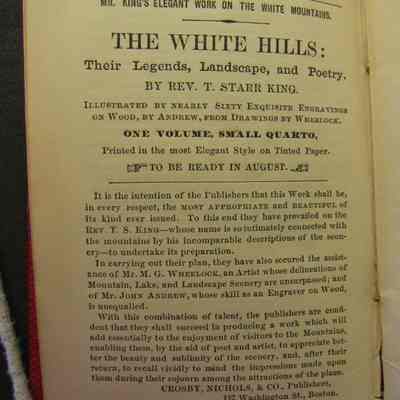 MR. KING'S ELEGANT WORK ON THE WHITE MOUNTAINS.
THE WHITE HILLS:
Their Legends, Landscape, and Poetry.
BY REV. T. STARR KING.
ILLUSTRATED BY NEARLY SIXTY EXQUISITE ENGRAVINGS
ON WOOD, BY ANDREW, FROM DRAWINGS BY WHEELOCK.
ONE VOLUME, SMALL QUARTO,
Printed in the most Elegant Style on Tinted Paper.
☞ TO BE READY IN AUGUST. ☜
It is the intention of the Publishers that this Work shall be,
in every respect, the MOST APPROPRIATE and BEAUTIFUL of
its kind ever issued. To this end they have prevailed on the
REV. T. S. KING—whose name is so intimately connected with
the mountains by his incomparable descriptions of the scen-
ery—to undertake its preparation.
In carrying out their plan, they have also secured the assist-
ance of MR. M. G. WHEELOCK, an Artist whose delineations of
Mountain, Lake, and Landscape Scenery are unsurpassed; and
of MR. JOHN ANDREW, whose skill as an Engraver on Wood,
is unequalled.
With this combination of talent, the publishers are confi-
dent that they shall succeed in producing a work which will
add essentially to the enjoyment of visitors to the Mountains,
enabling them, by the aid of poet and artist, to appreciate bet-
ter the beauty and sublimity of the scenery, and, after their
return, to recall vividly to mind the impressions made upon
them during their sojourn among the attractions of the place.
CROSBY, NICHOLS, & CO., Publishers,
117 Washington St., Boston.